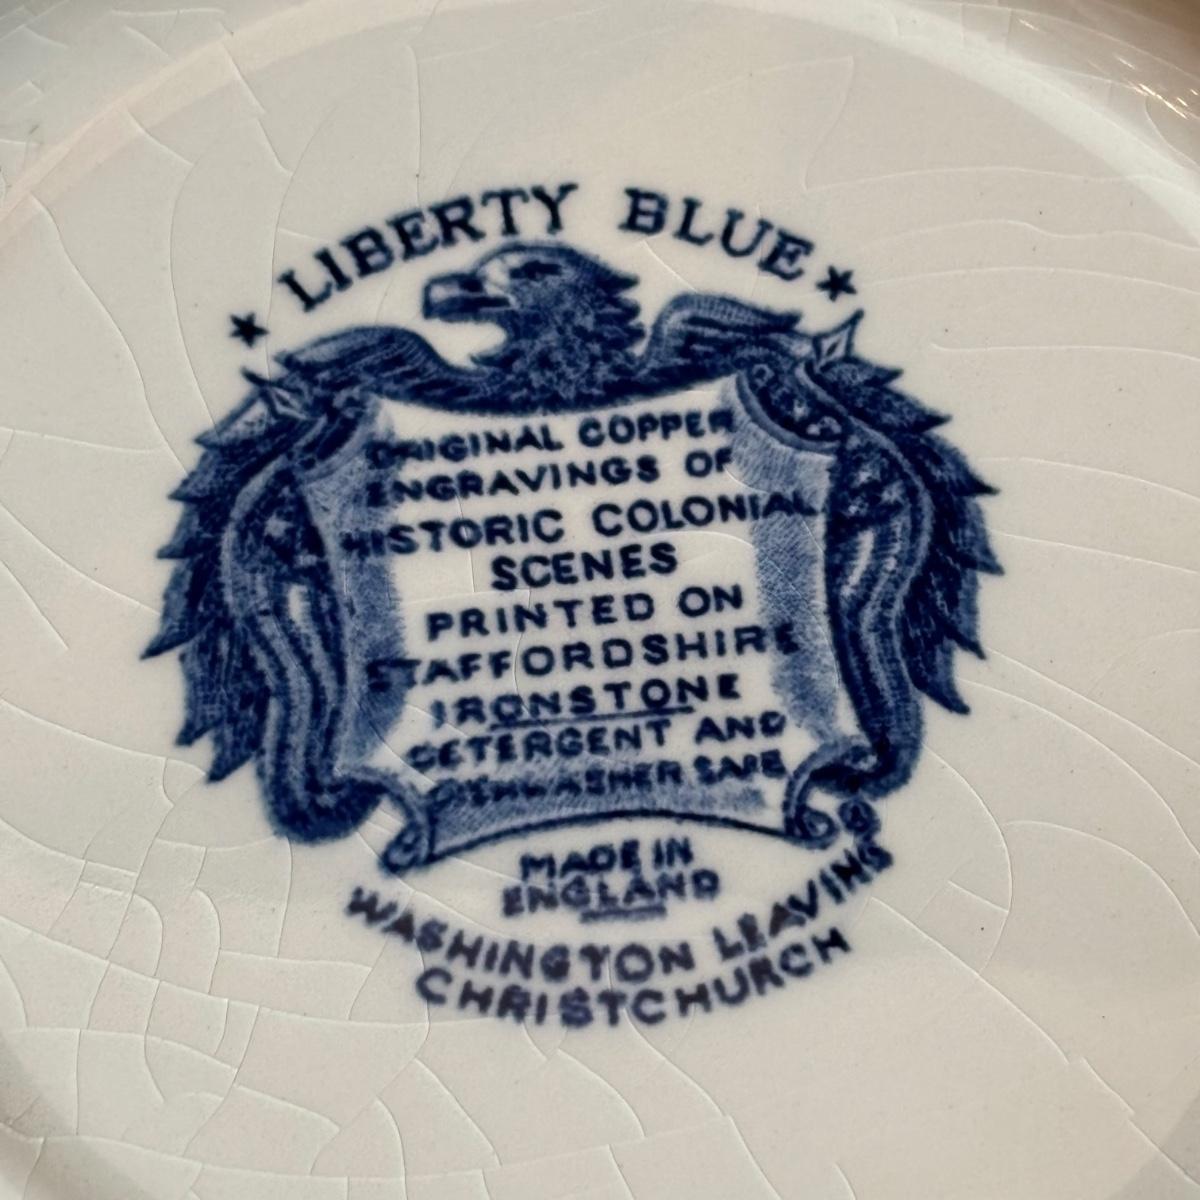 ★ LIBERTY BLUE ★
ORIGINAL COPPER
ENGRAVINGS OF
HISTORIC COLONIAL
SCENES
PRINTED ON
STAFFORDSHIRE
IRONSTONE
DETERGENT AND
DISHWASHER SAFE
®
MADE IN
ENGLAND
WASHINGTON LEAVING
CHRISTCHURCH